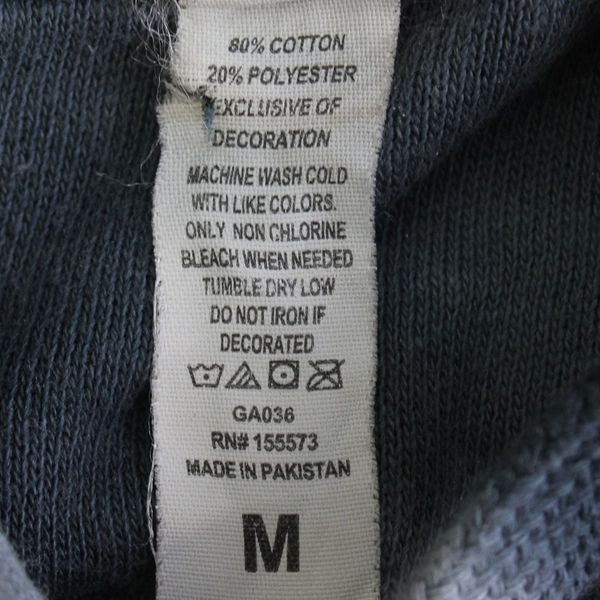 80% COTTON
20% POLYESTER
EXCLUSIVE OF
DECORATION
MACHINE WASH COLD
WITH LIKE COLORS.
ONLY NON CHLORINE
BLEACH WHEN NEEDED
TUMBLE DRY LOW
DO NOT IRON IF
DECORATED
GA036
RN# 155573
MADE IN PAKISTAN
M